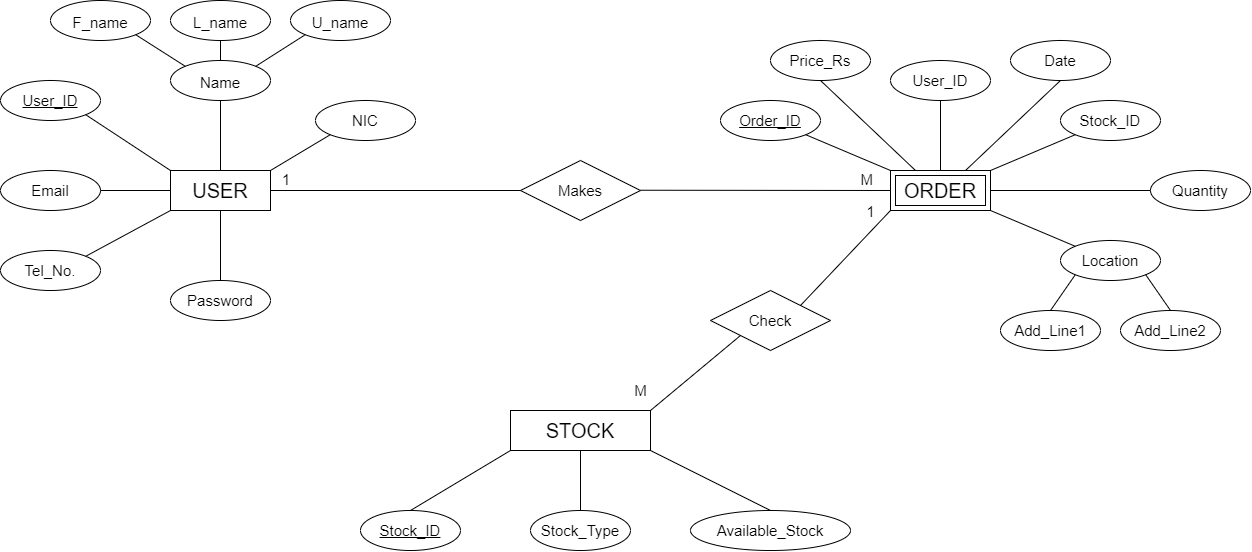 F_name
L_name
U_name
Name
User_ID
NIC
Email
USER
1
Tel_No.
Password
Makes
Price_Rs
User_ID
Date
Order_ID
Stock_ID
M
ORDER
Quantity
1
Location
Add_Line1
Add_Line2
Check
M
STOCK
Stock_ID
Stock_Type
Available_Stock